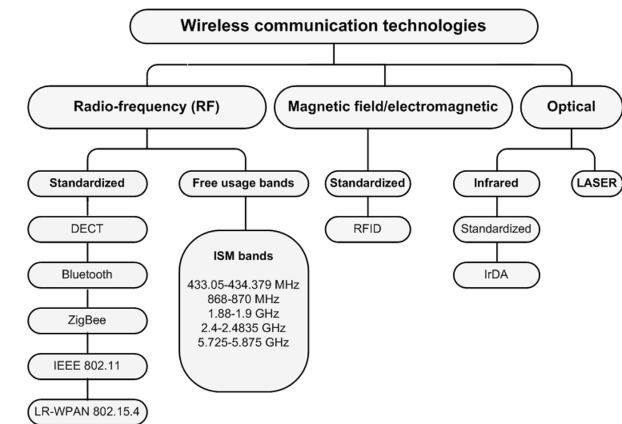 Wireless communication technologies
Radio-frequency (RF)
Magnetic field/electromagnetic
Optical
Standardized
Free usage bands
Standardized
Infrared
LASER
DECT
RFID
Standardized
Bluetooth
ISM bands
433.05-434.379 MHz
868-870 MHz
1.88-1.9 GHz
2.4-2.4835 GHz
5.725-5.875 GHz
IrDA
ZigBee
IEEE 802.11
LR-WPAN 802.15.4